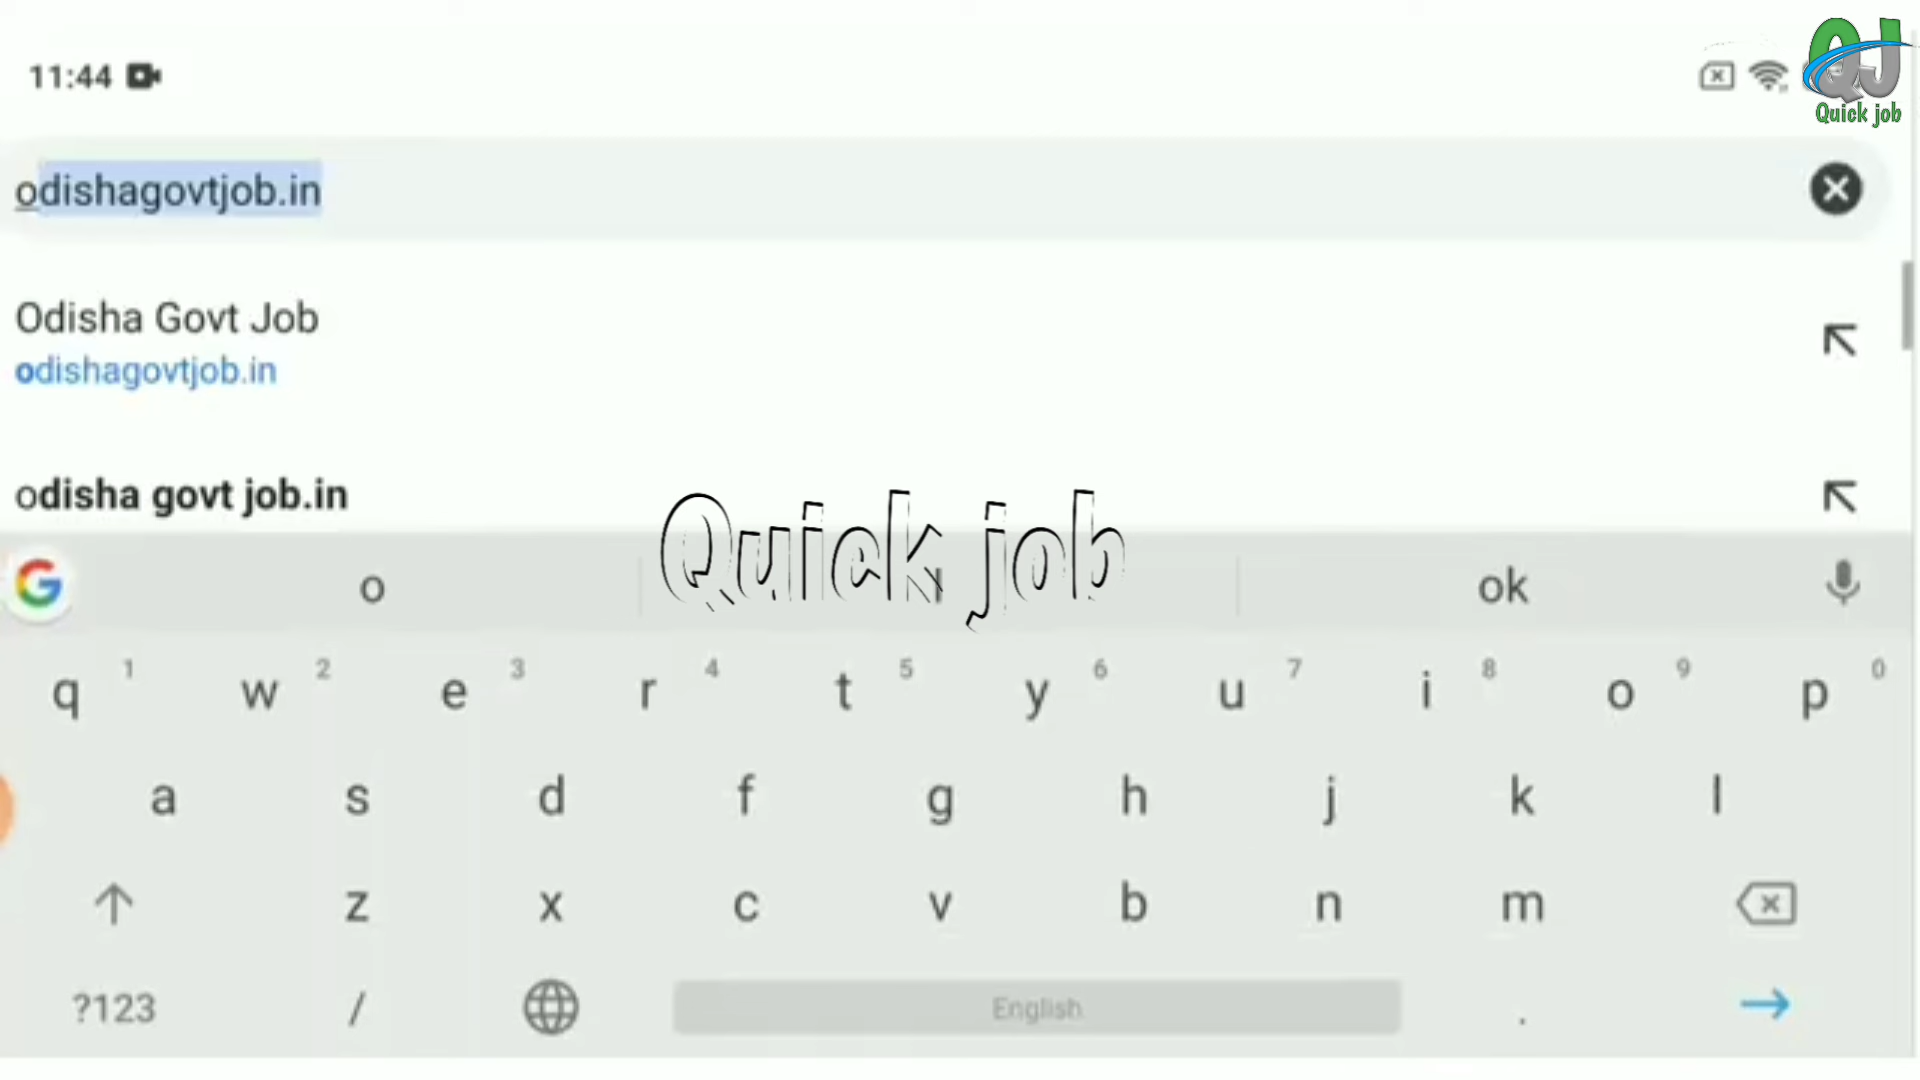 11:44
QJ
Quick job
odishagovtjob.in
Odisha Govt Job
odishagovtjob.in
odisha govt job.in
Quick job
o
ok
q 1 w 2 e 3 r 4 t 5 y 6 u 7 i 8 o 9 p 0
a s d f g h j k l
z x c v b n m
?123 / English .